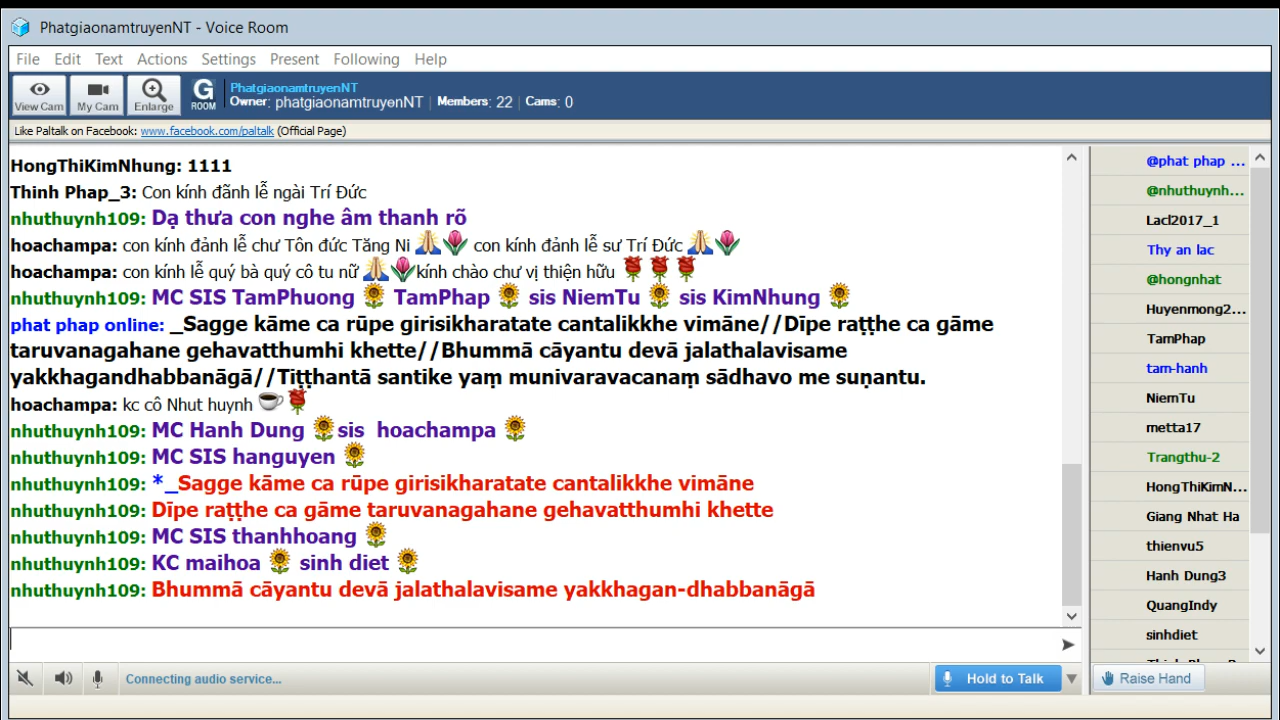 PhatgiaonamtruyenNT - Voice Room
File Edit Text Actions Settings Present Following Help
View Cam My Cam Enlarge G ROOM
PhatgiaonamtruyenNT
Owner: phatgiaonamtruyenNT | Members: 22 | Cams: 0
Like Paltalk on Facebook: www.facebook.com/paltalk (Official Page)
HongThiKimNhung: 1111
Thinh Phap_3: Con kính đãnh lễ ngài Trí Đức
nhuthuynh109: Dạ thưa con nghe âm thanh rõ
hoachampa: con kính đảnh lễ chư Tôn đức Tăng Ni 🙏🌷 con kính đảnh lễ sư Trí Đức 🙏🌷
hoachampa: con kính lễ quý bà quý cô tu nữ 🙏🌷kính chào chư vị thiện hữu 🌹🌹🌹
nhuthuynh109: MC SIS TamPhuong 🌻 TamPhap 🌻 sis NiemTu 🌻 sis KimNhung 🌻
phat phap online: _Sagge kāme ca rūpe girisikharatate cantalikkhe vimāne//Dīpe raṭṭhe ca gāme
taruvanagahane gehavatthumhi khette//Bhummā cāyantu devā jalathalavisame
yakkhagandhabbanāgā//Tiṭṭhantā santike yaṃ munivaravacanaṃ sādhavo me suṇantu.
hoachampa: kc cô Nhut huynh ☕🌹
nhuthuynh109: MC Hanh Dung 🌻sis hoachampa 🌻
nhuthuynh109: MC SIS hanguyen 🌻
nhuthuynh109: *_Sagge kāme ca rūpe girisikharatate cantalikkhe vimāne
nhuthuynh109: Dīpe raṭṭhe ca gāme taruvanagahane gehavatthumhi khette
nhuthuynh109: MC SIS thanhhoang 🌻
nhuthuynh109: KC maihoa 🌻 sinh diet 🌻
nhuthuynh109: Bhummā cāyantu devā jalathalavisame yakkhagan-dhabbanāgā
@phat phap ...
@nhuthuynh...
Lacl2017_1
Thy an lac
@hongnhat
Huyenmong2...
TamPhap
tam-hanh
NiemTu
metta17
Trangthu-2
HongThiKimN...
Giang Nhat Ha
thienvu5
Hanh Dung3
QuangIndy
sinhdiet
Connecting audio service...
Hold to Talk
Raise Hand